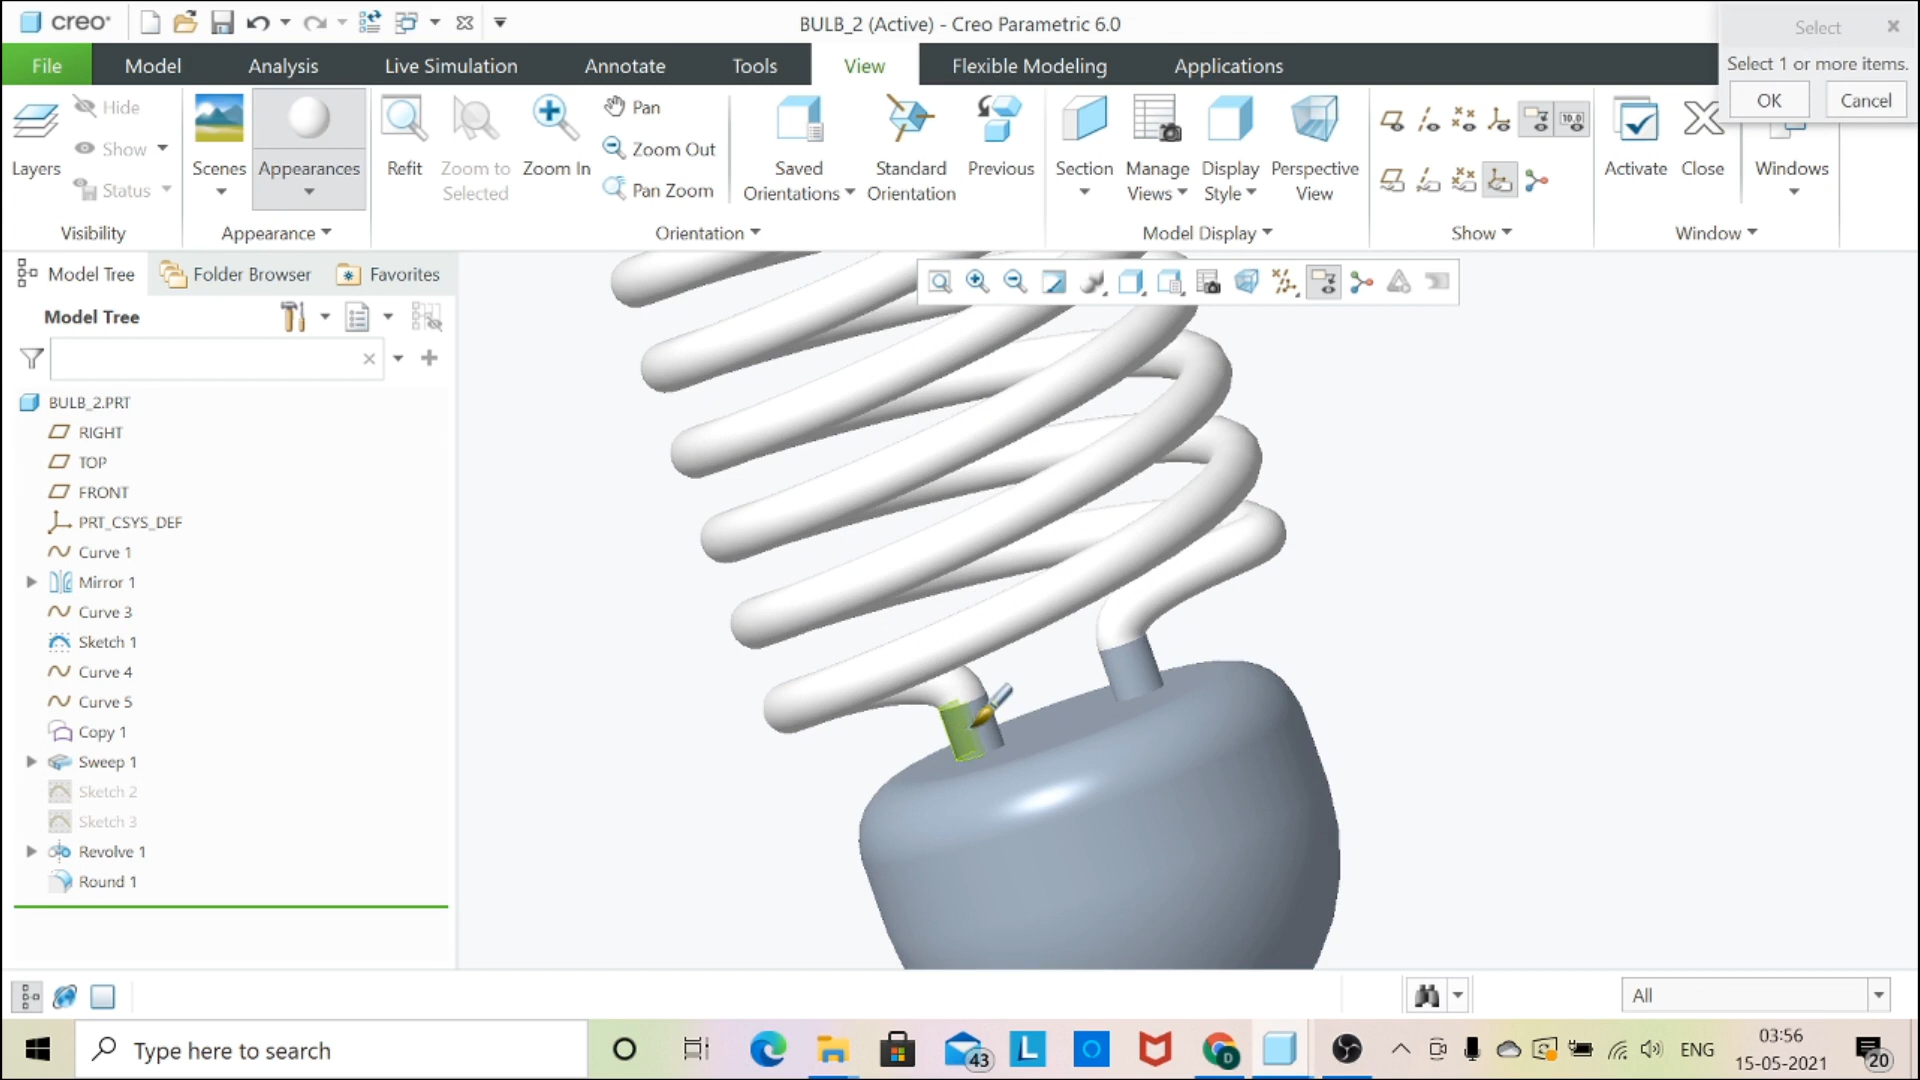 creo
BULB_2 (Active) - Creo Parametric 6.0
Select
Select 1 or more items.
OK
Cancel
File
Model
Analysis
Live Simulation
Annotate
Tools
View
Flexible Modeling
Applications
Layers
Hide
Show
Status
Visibility
Scenes
Appearances
Appearance
Refit
Zoom to
Selected
Zoom In
Pan
Zoom Out
Pan Zoom
Saved
Orientations
Standard
Orientation
Previous
Orientation
Section
Manage
Views
Display
Style
Perspective
View
Model Display
10.0
Show
Activate
Close
Windows
Window
Model Tree
Folder Browser
Favorites
Model Tree
BULB_2.PRT
RIGHT
TOP
FRONT
PRT_CSYS_DEF
Curve 1
Mirror 1
Curve 3
Sketch 1
Curve 4
Curve 5
Copy 1
Sweep 1
Sketch 2
Sketch 3
Revolve 1
Round 1
All
Type here to search
43
L
D
ENG
03:56
15-05-2021
20